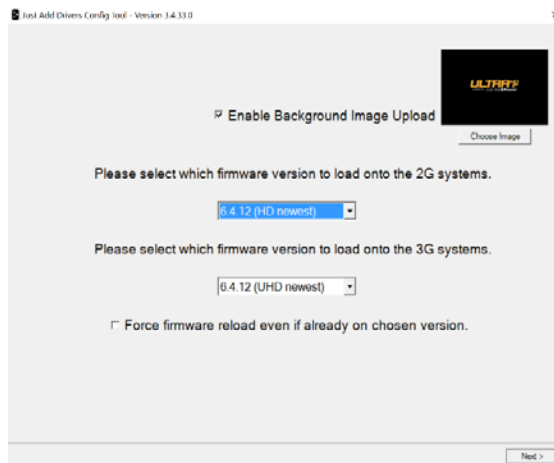 Just Add Drivers Config Tool - Version 3.4.33.0
ULTRA
Enable Background Image Upload
Choose Image
Please select which firmware version to load onto the 2G systems.
6.4.12 (HD newest)
Please select which firmware version to load onto the 3G systems.
6.4.12 (UHD newest)
Force firmware reload even if already on chosen version.
Next >